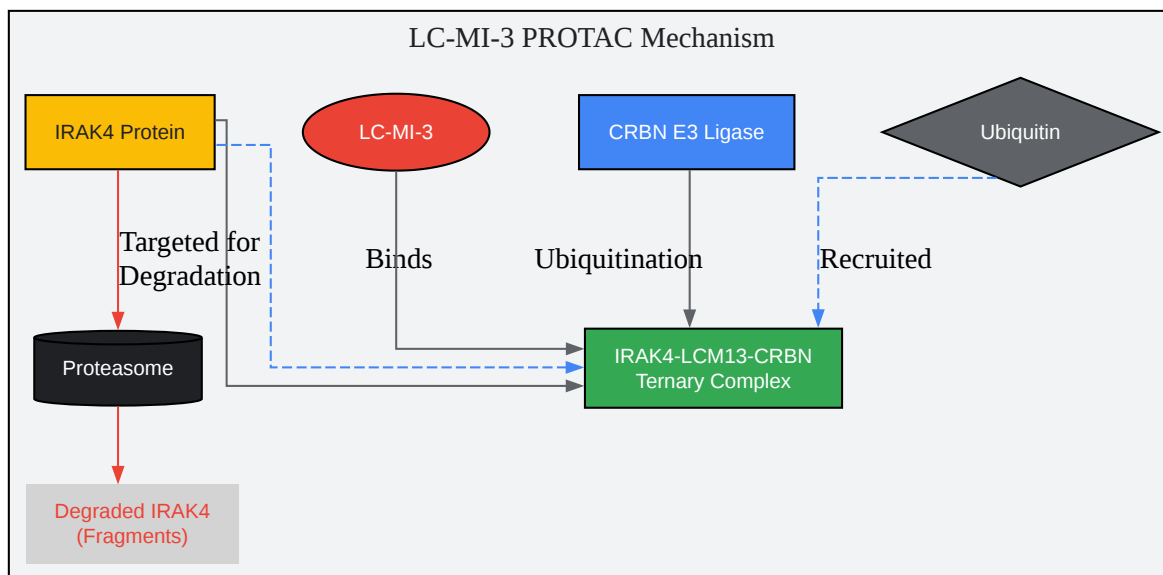 LC-MI-3 PROTAC Mechanism
IRAK4 Protein
LC-MI-3
CRBN E3 Ligase
Ubiquitin
Targeted for
Degradation
Binds
Ubiquitination
Recruited
Proteasome
IRAK4-LCM13-CRBN
Ternary Complex
Degraded IRAK4
(Fragments)